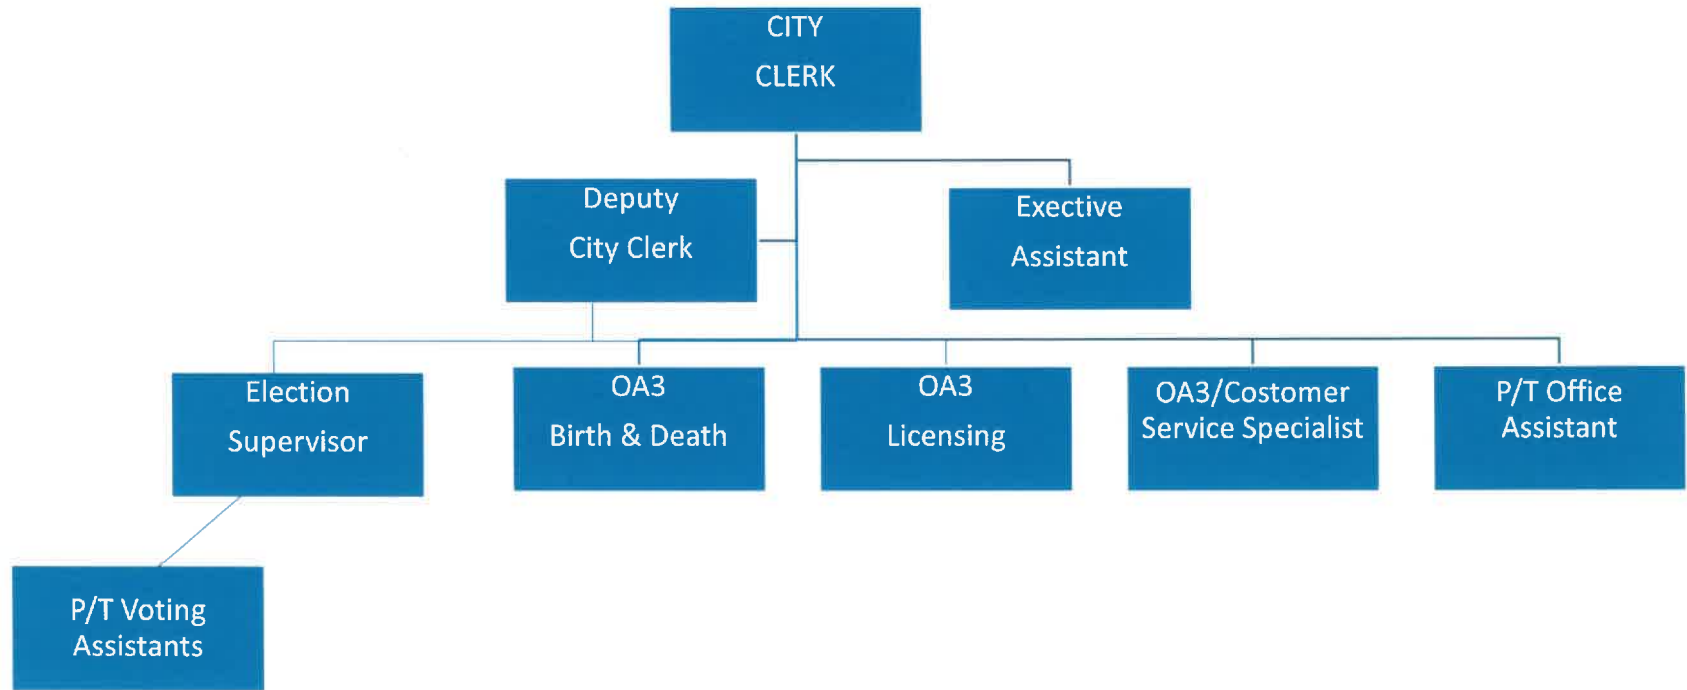 CITY
CLERK
Deputy
City Clerk
Exective
Assistant
Election
Supervisor
OA3
Birth & Death
OA3
Licensing
OA3/Costomer
Service Specialist
P/T Office
Assistant
P/T Voting
Assistants